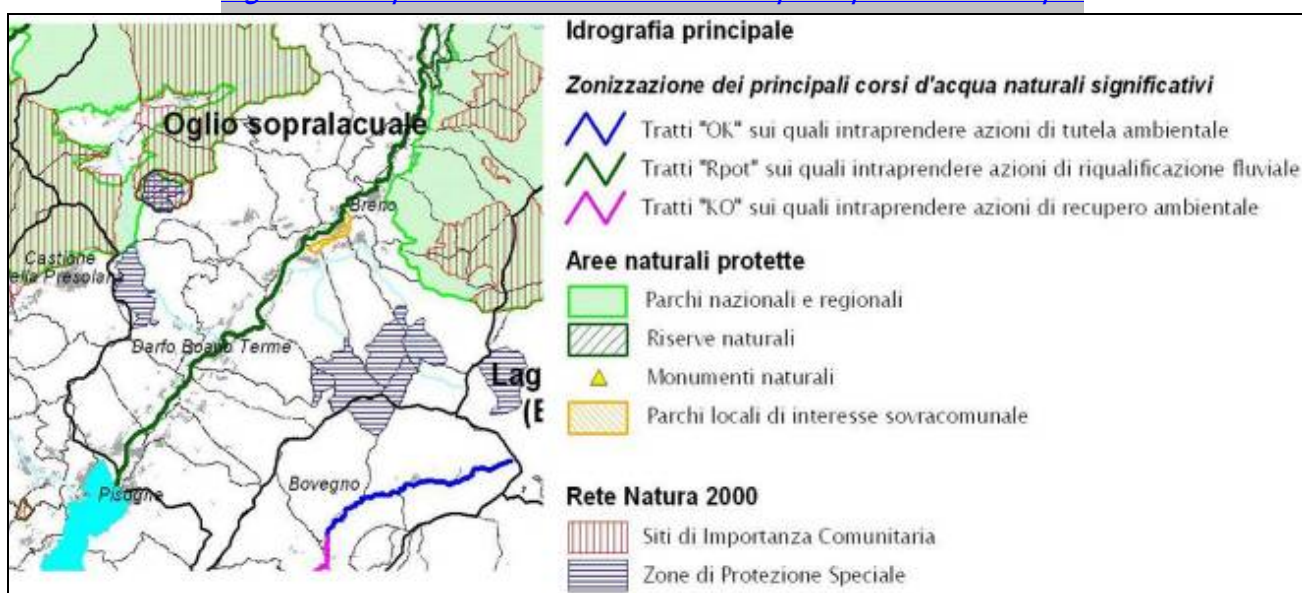 Oglio sopralacuale
Breno
Castione
della Presolana
Darfo Boario Terme
Lag
(E
Pisogne
Bovegno
Idrografia principale
Zonizzazione dei principali corsi d'acqua naturali significativi
Tratti "OK" sui quali intraprendere azioni di tutela ambientale
Tratti "Rpot" sui quali intraprendere azioni di riqualificazione fluviale
Tratti "KO" sui quali intraprendere azioni di recupero ambientale
Aree naturali protette
Parchi nazionali e regionali
Riserve naturali
Monumenti naturali
Parchi locali di interesse sovracomunale
Rete Natura 2000
Siti di Importanza Comunitaria
Zone di Protezione Speciale